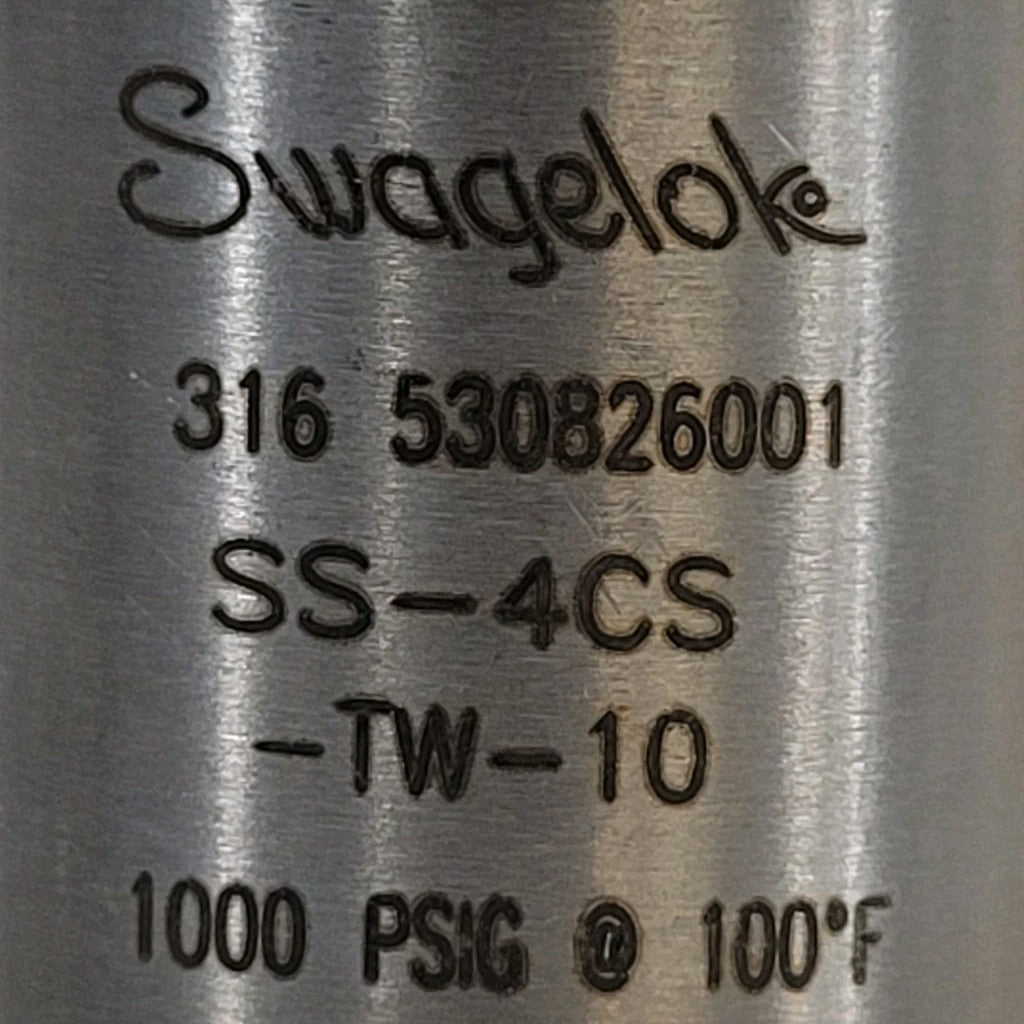 Swagelok
316 530826001
SS-4CS
-TW-10
1000 PSIG @ 100°F